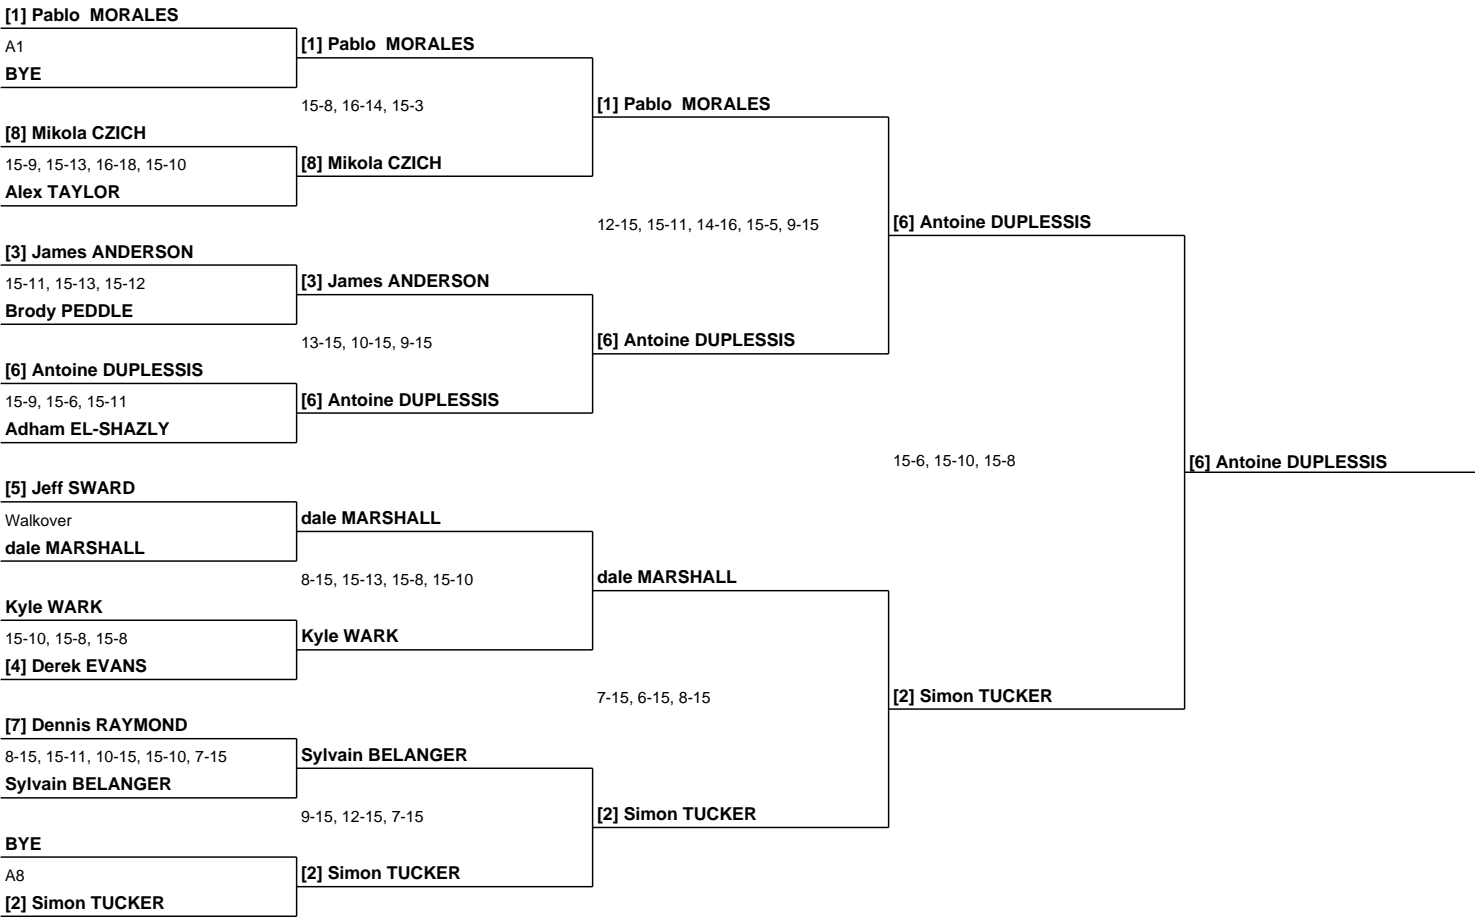 [1] Pablo  MORALES
A1
BYE
[8] Mikola CZICH
15-9, 15-13, 16-18, 15-10
Alex TAYLOR
[3] James ANDERSON
15-11, 15-13, 15-12
Brody PEDDLE
[6] Antoine DUPLESSIS
15-9, 15-6, 15-11
Adham EL-SHAZLY
[5] Jeff SWARD
Walkover
dale MARSHALL
Kyle WARK
15-10, 15-8, 15-8
[4] Derek EVANS
[7] Dennis RAYMOND
8-15, 15-11, 10-15, 15-10, 7-15
Sylvain BELANGER
BYE
A8
[2] Simon TUCKER
[1] Pablo  MORALES
15-8, 16-14, 15-3
[8] Mikola CZICH
[3] James ANDERSON
13-15, 10-15, 9-15
[6] Antoine DUPLESSIS
dale MARSHALL
8-15, 15-13, 15-8, 15-10
Kyle WARK
Sylvain BELANGER
9-15, 12-15, 7-15
[2] Simon TUCKER
[1] Pablo  MORALES
12-15, 15-11, 14-16, 15-5, 9-15
[6] Antoine DUPLESSIS
dale MARSHALL
7-15, 6-15, 8-15
[2] Simon TUCKER
[6] Antoine DUPLESSIS
15-6, 15-10, 15-8
[2] Simon TUCKER
[6] Antoine DUPLESSIS